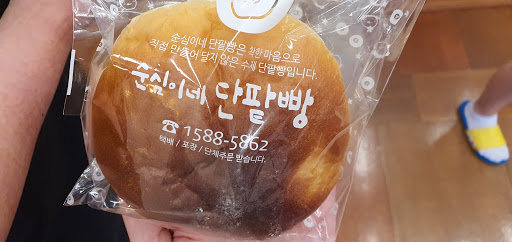 순심이네 단팥빵은 착한 마음으로
직접 만들어 달지 않은 수제 단팥빵입니다.
순심이네 단팥빵
☎ 1588-5862
택배 / 포장 / 단체주문 받습니다.